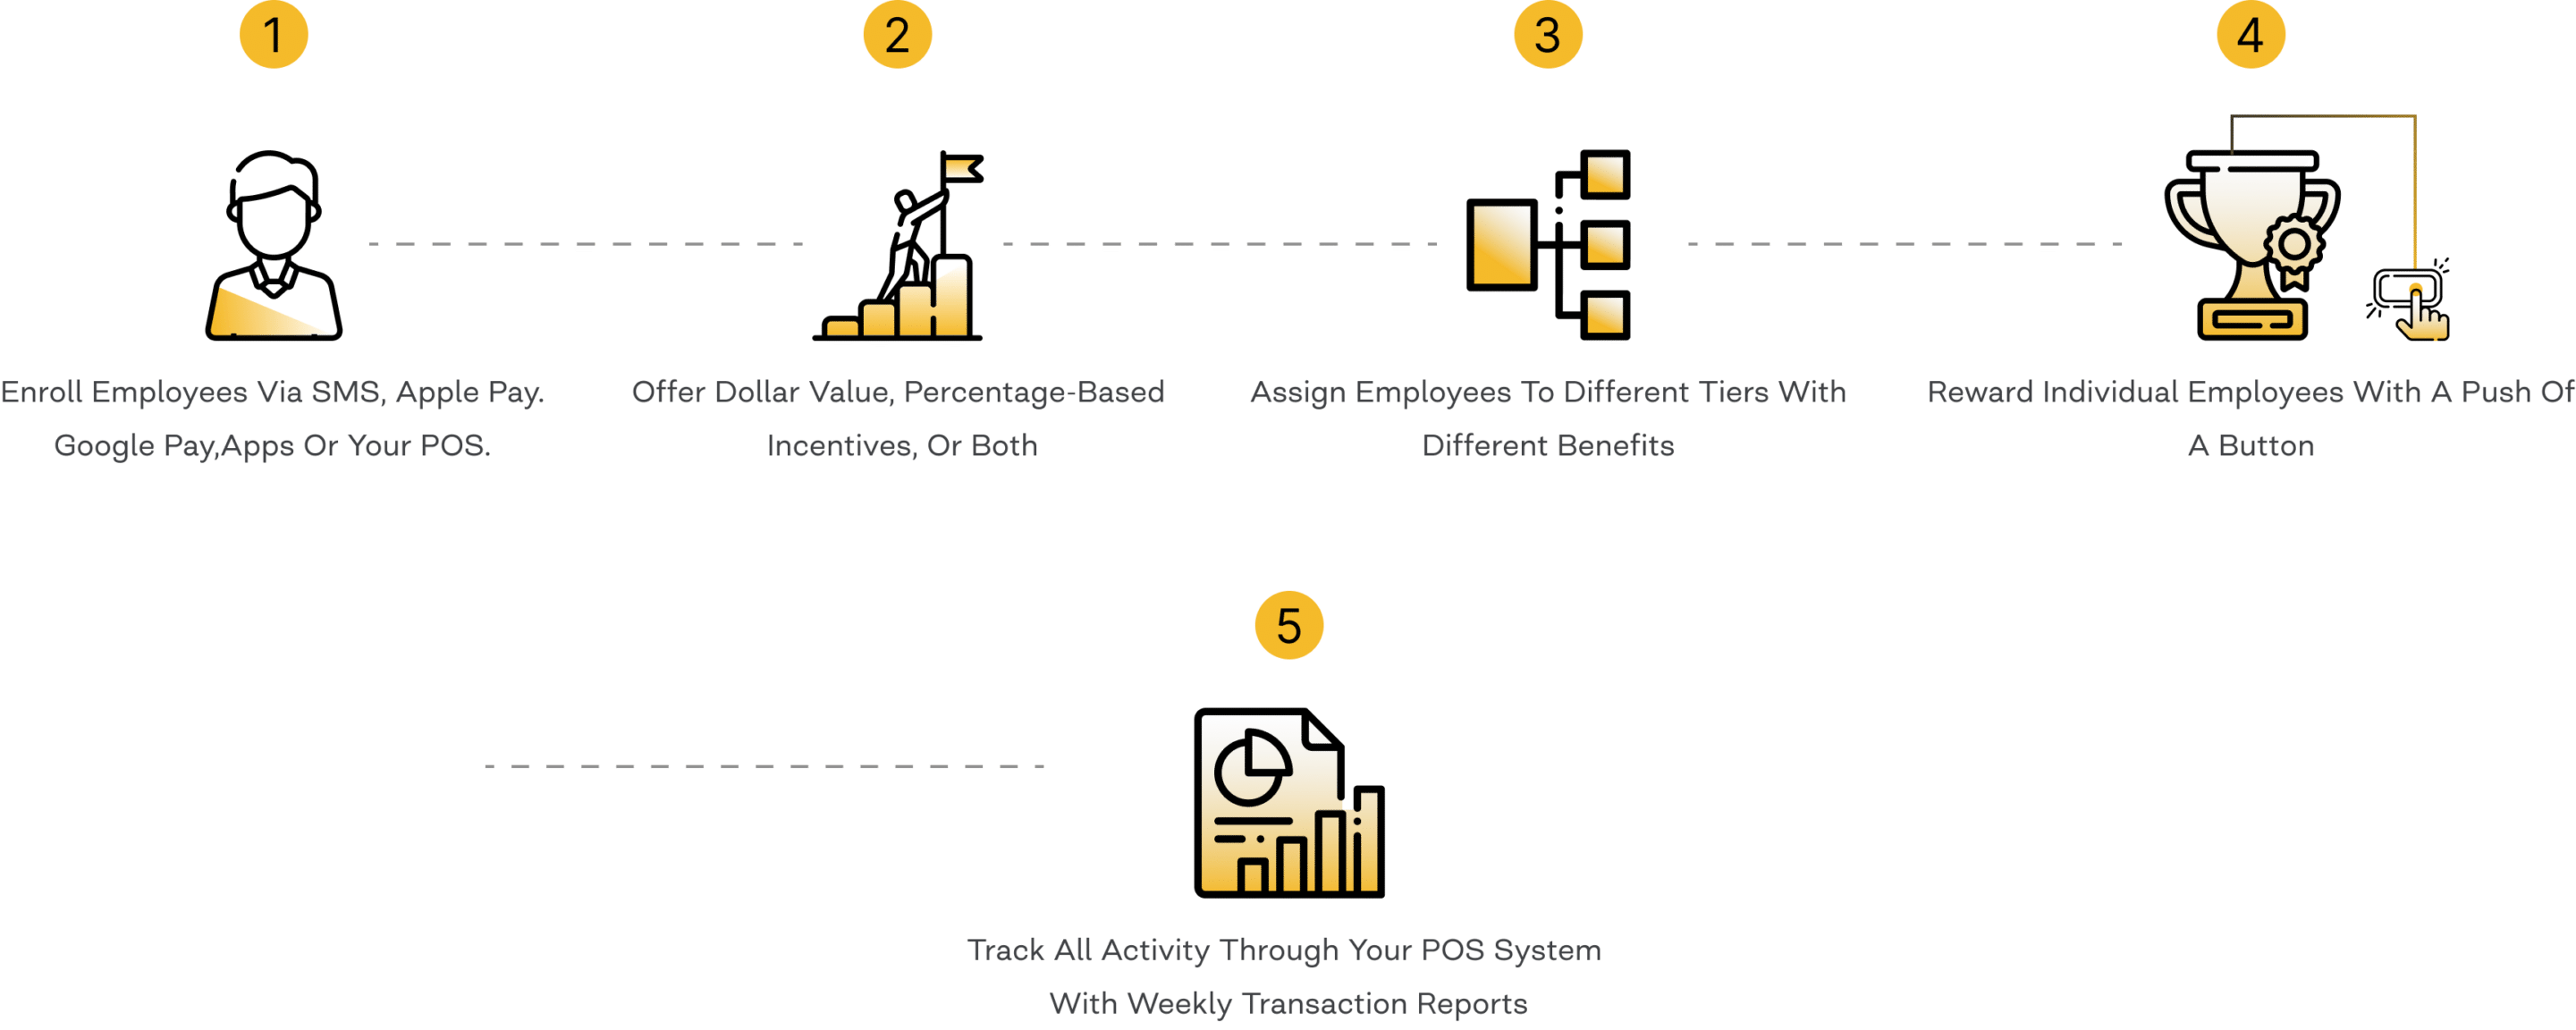 1
2
3
4
Enroll Employees Via SMS, Apple Pay.
Google Pay,Apps Or Your POS.
Offer Dollar Value, Percentage-Based
Incentives, Or Both
Assign Employees To Different Tiers With
Different Benefits
Reward Individual Employees With A Push Of
A Button
5
Track All Activity Through Your POS System
With Weekly Transaction Reports